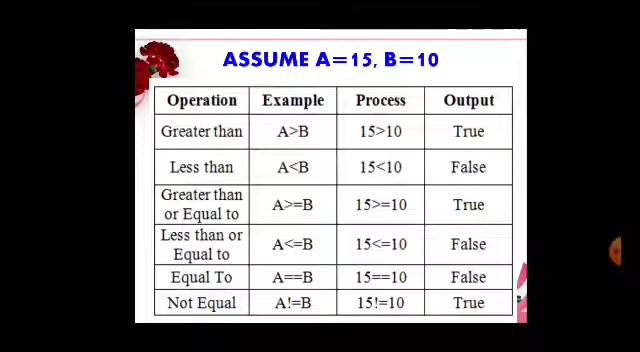 ASSUME A=15, B=10
Operation Example Process Output
Greater than A>B 15>10 True
Less than A<B 15<10 False
Greater than
or Equal to A>=B 15>=10 True
Less than or
Equal to A<=B 15<=10 False
Equal To A==B 15==10 False
Not Equal A!=B 15!=10 True